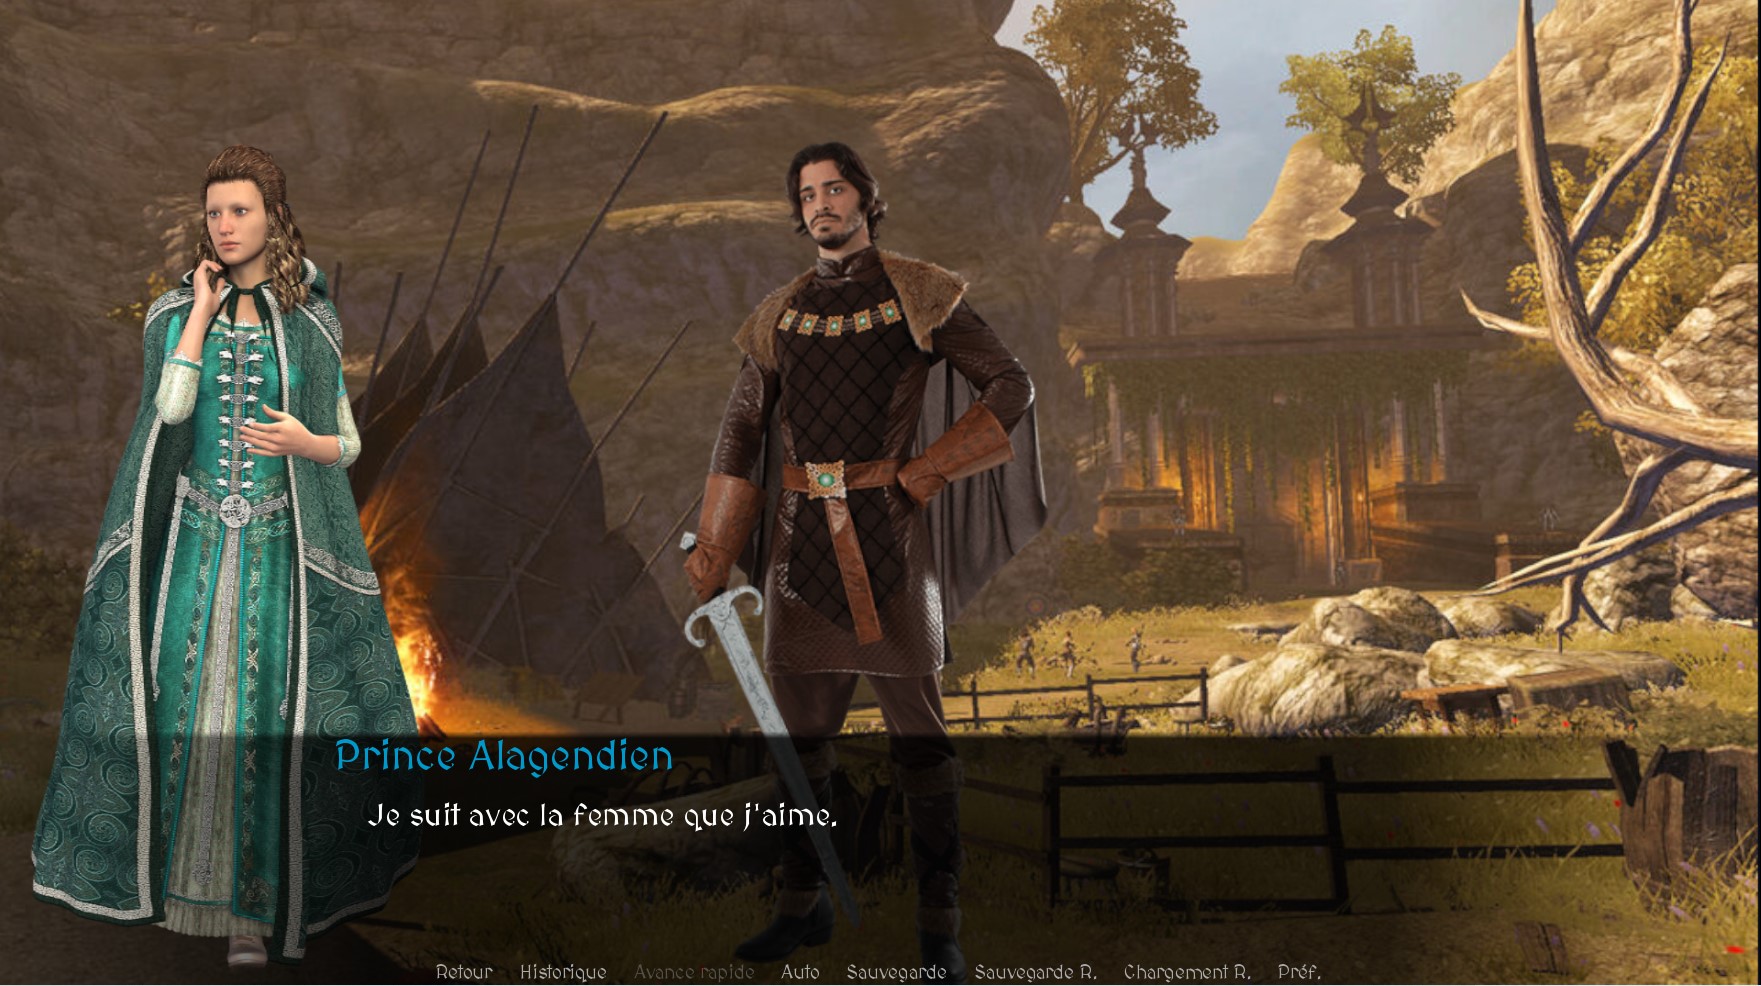 Prince Alagendien
Je suit avec la femme que j'aime.
Retour Historique Avance rapide Auto Sauvegarde Sauvegarde R. Chargement R. Préf.